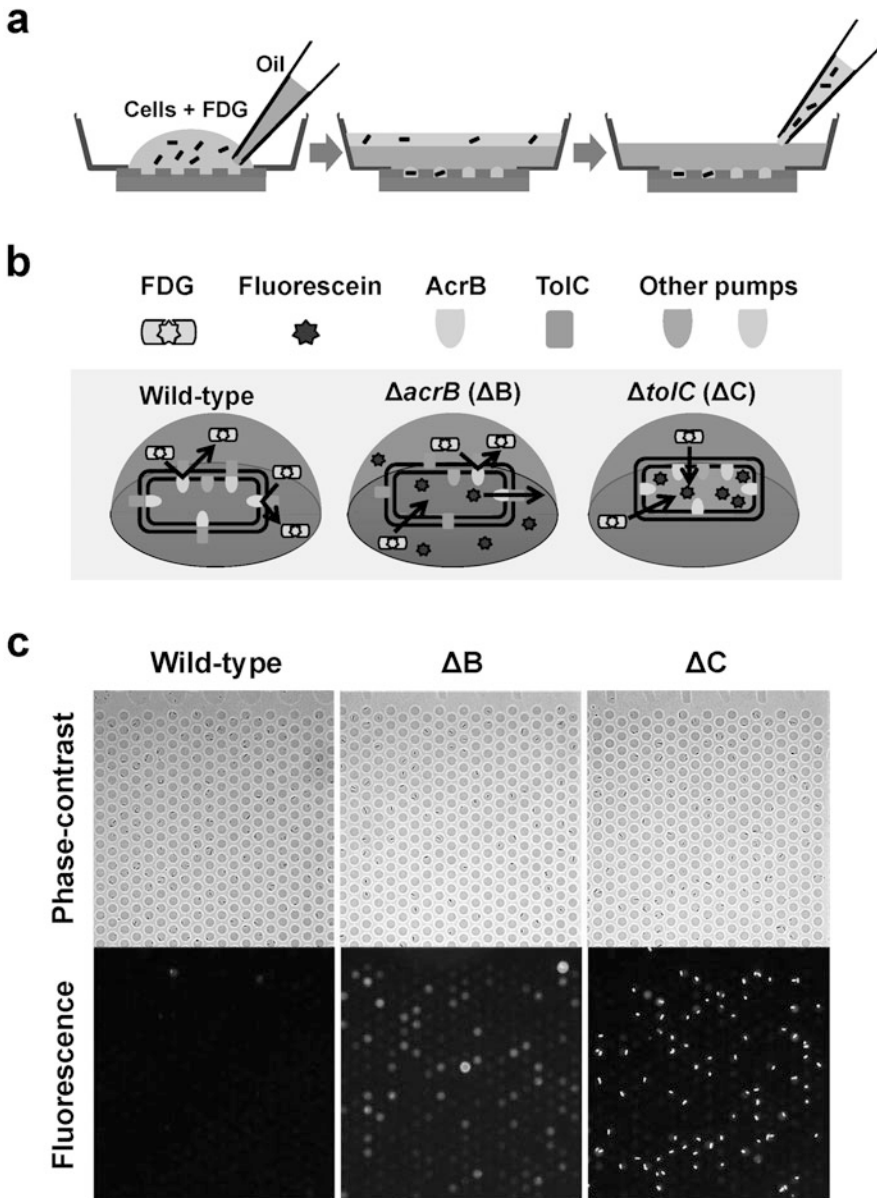 a
Oil
Cells + FDG
b
FDG Fluorescein AcrB TolC Other pumps
Wild-type ΔacrB (ΔB) ΔtolC (ΔC)
c
Wild-type ΔB ΔC
Phase-contrast
Fluorescence